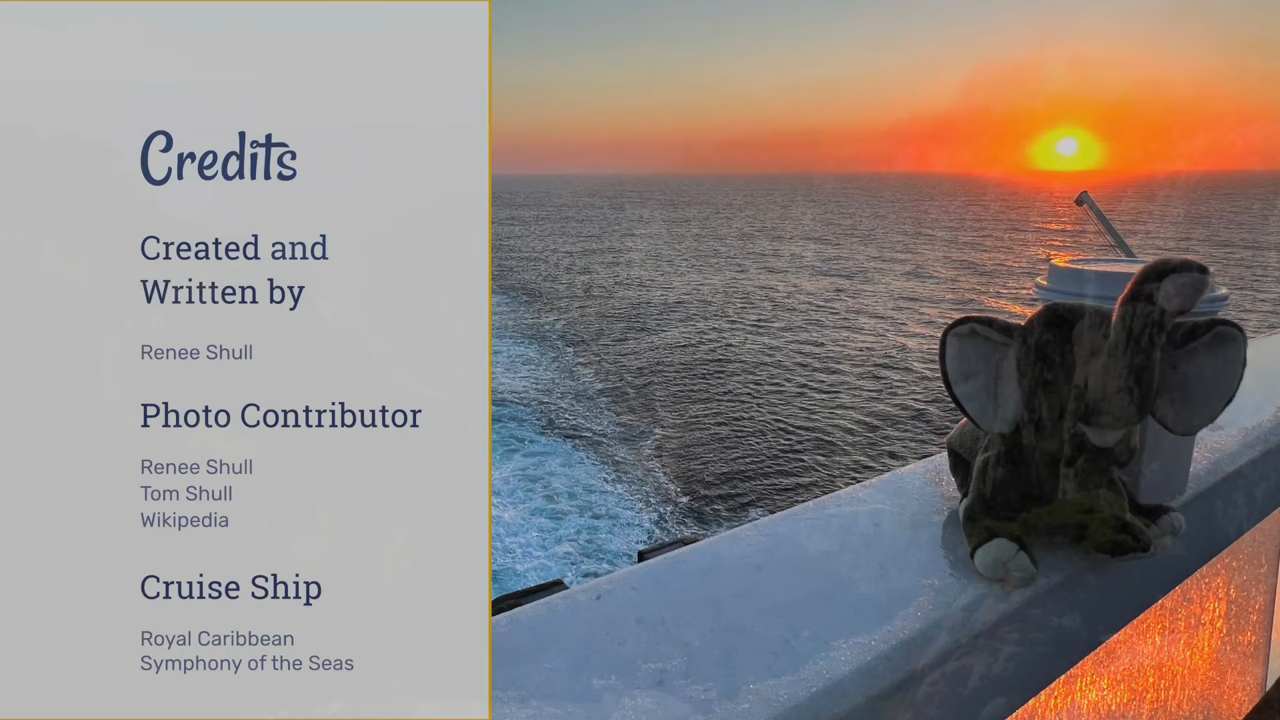 Credits
Created and
Written by
Renee Shull
Photo Contributor
Renee Shull
Tom Shull
Wikipedia
Cruise Ship
Royal Caribbean
Symphony of the Seas